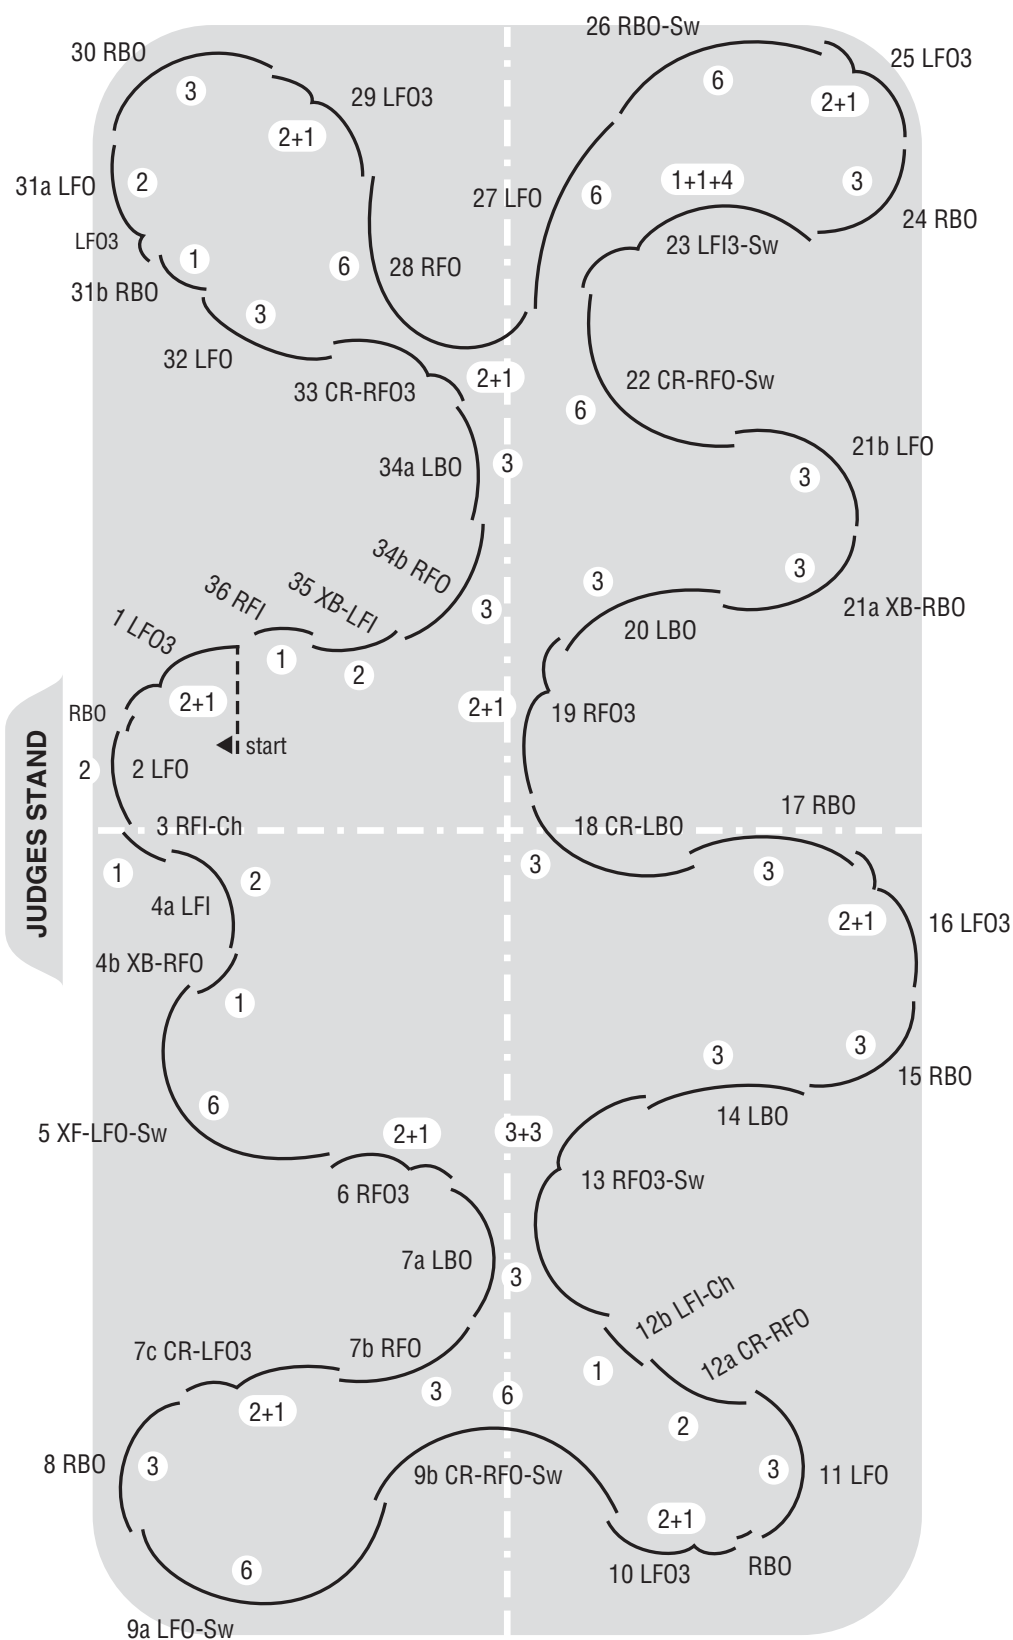 26 RBO-Sw
30 RBO
25 LFO3
6
3
29 LFO3
2+1
2+1
1+1+4
3
31a LFO
2
27 LFO
6
24 RBO
LFO3
23 LFI3-Sw
1
6
28 RFO
31b RBO
3
32 LFO
2+1
22 CR-RFO-Sw
33 CR-RFO3
6
21b LFO
34a LBO
3
3
34b RFO
3
3
36 RFI
35 XB-LFI
3
21a XB-RBO
1 LFO3
20 LBO
1
2
2+1
2+1
RBO
19 RFO3
start
2
2 LFO
JUDGES STAND
17 RBO
3 RFI-Ch
18 CR-LBO
1
2
3
3
4a LFI
2+1
16 LFO3
4b XB-RFO
1
3
3
15 RBO
6
14 LBO
5 XF-LFO-Sw
2+1
3+3
6 RFO3
13 RFO3-Sw
7a LBO
3
12b LFI-Ch
12a CR-RFO
7c CR-LFO3
7b RFO
1
3
6
2+1
2
8 RBO
3
9b CR-RFO-Sw
3
11 LFO
2+1
6
10 LFO3
RBO
9a LFO-Sw